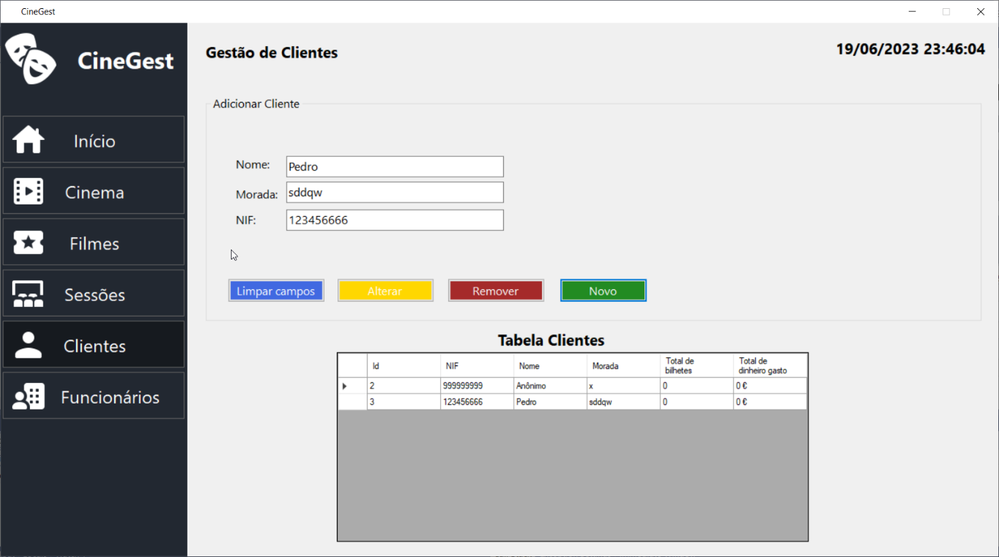 CineGest
CineGest
Gestão de Clientes
19/06/2023 23:46:04
Início
Cinema
Filmes
Sessões
Clientes
Funcionários
Adicionar Cliente
Nome: Pedro
Morada: sddqw
NIF: 123456666
Limpar campos Alterar Remover Novo
Tabela Clientes
Id NIF Nome Morada Total de bilhetes Total de dinheiro gasto
2 999999999 Anônimo x 0 0 €
3 123456666 Pedro sddqw 0 0 €